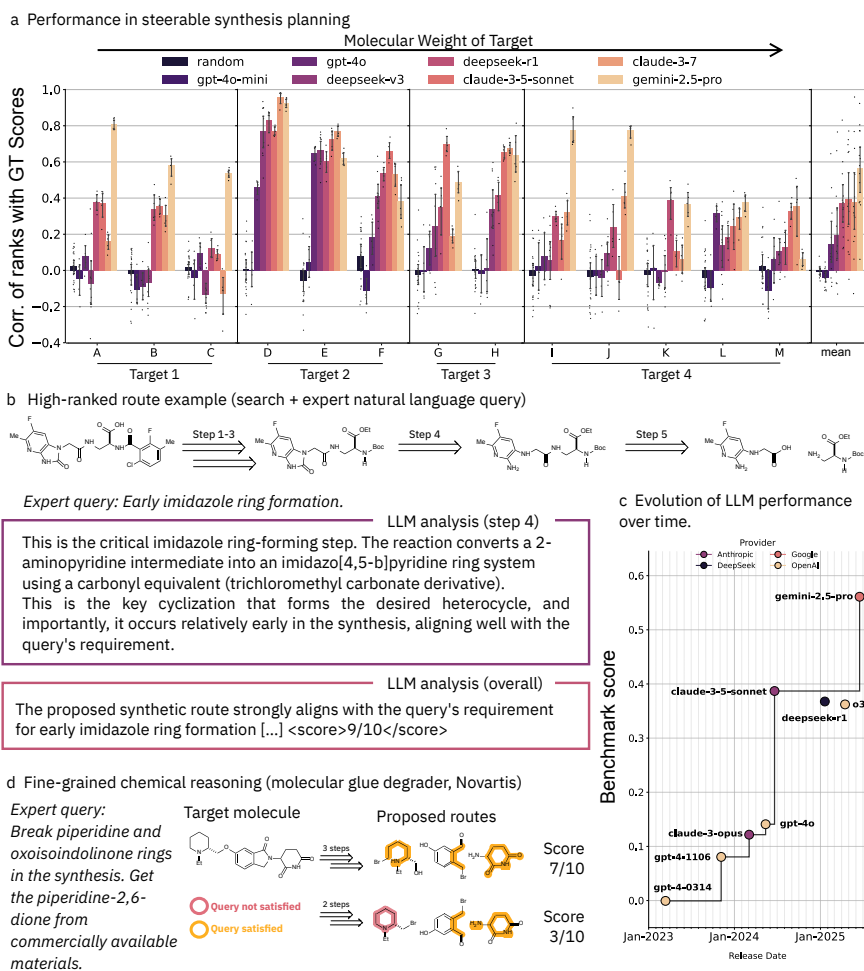 a Performance in steerable synthesis planning
Molecular Weight of Target
random
gpt-4o
deepseek-r1
claude-3-7
gpt-4o-mini
deepseek-v3
claude-3-5-sonnet
gemini-2.5-pro
Corr. of ranks with GT Scores
1.0
0.8
0.6
0.4
0.2
0.0
−0.2
−0.4
A B C D E F G H I J K L M mean
Target 1 Target 2 Target 3 Target 4
b High-ranked route example (search + expert natural language query)
Step 1-3
Step 4
Step 5
Expert query: Early imidazole ring formation.
LLM analysis (step 4)
This is the critical imidazole ring-forming step. The reaction converts a 2-
aminopyridine intermediate into an imidazo[4,5-b]pyridine ring system
using a carbonyl equivalent (trichloromethyl carbonate derivative).
This is the key cyclization that forms the desired heterocycle, and
importantly, it occurs relatively early in the synthesis, aligning well with the
query's requirement.
LLM analysis (overall)
The proposed synthetic route strongly aligns with the query's requirement
for early imidazole ring formation [...] <score>9/10</score>
c Evolution of LLM performance
over time.
Provider
Anthropic
Google
DeepSeek
OpenAI
Benchmark score
0.6
0.5
0.4
0.3
0.2
0.1
0.0
gemini-2.5-pro
claude-3-5-sonnet
o3
deepseek-r1
gpt-4o
claude-3-opus
gpt-4-1106
gpt-4-0314
Jan-2023 Jan-2024 Jan-2025
Release Date
d Fine-grained chemical reasoning (molecular glue degrader, Novartis)
Expert query:
Break piperidine and
oxoisoindolinone rings
in the synthesis. Get
the piperidine-2,6-
dione from
commercially available
materials.
Target molecule
Proposed routes
3 steps
Score
7/10
Query not satisfied
Query satisfied
2 steps
Score
3/10